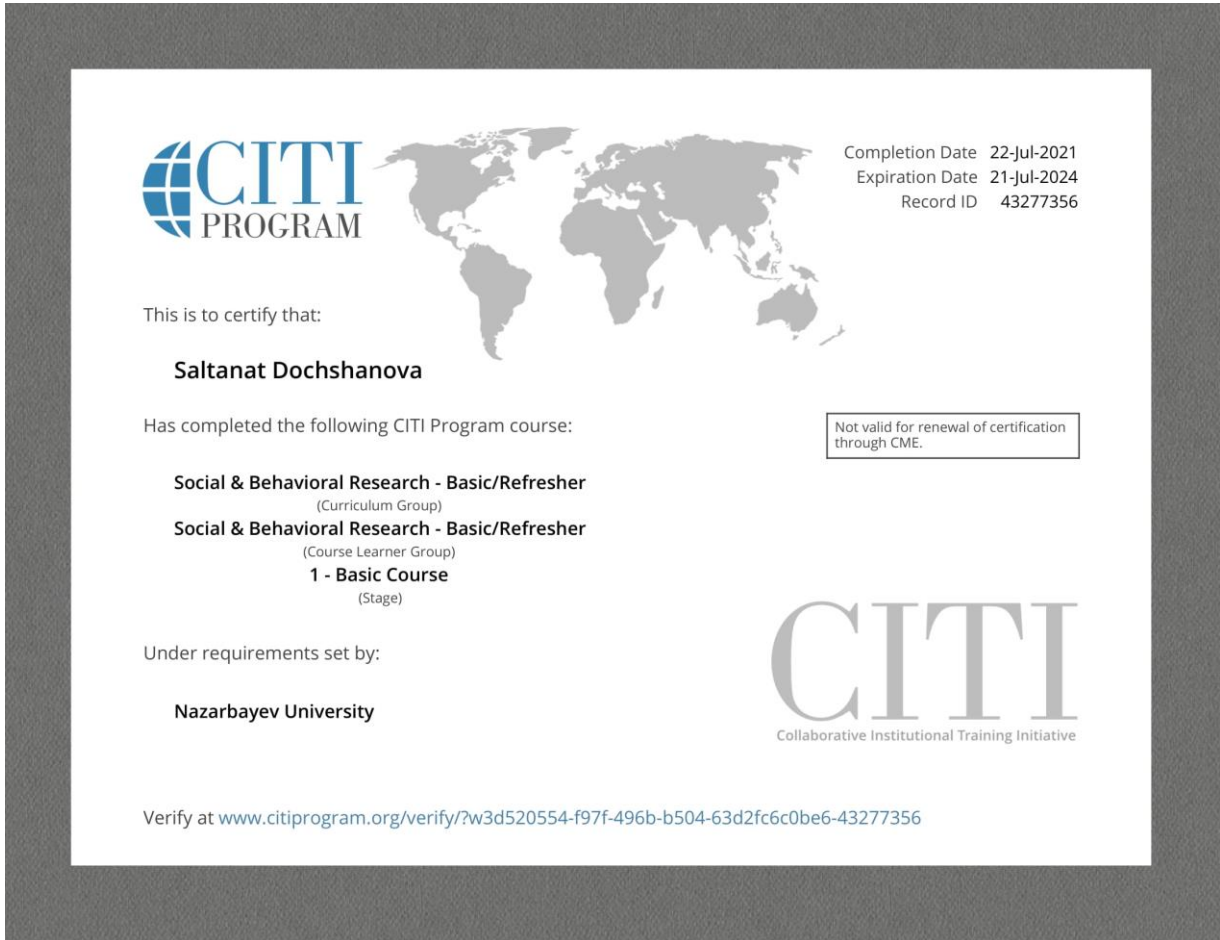 CITI
PROGRAM
Completion Date 22-Jul-2021
Expiration Date 21-Jul-2024
Record ID 43277356
This is to certify that:
Saltanat Dochshanova
Has completed the following CITI Program course:
Not valid for renewal of certification
through CME.
Social & Behavioral Research - Basic/Refresher
(Curriculum Group)
Social & Behavioral Research - Basic/Refresher
(Course Learner Group)
1 - Basic Course
(Stage)
Under requirements set by:
Nazarbayev University
CITI
Collaborative Institutional Training Initiative
Verify at www.citiprogram.org/verify/?w3d520554-f97f-496b-b504-63d2fc6c0be6-43277356